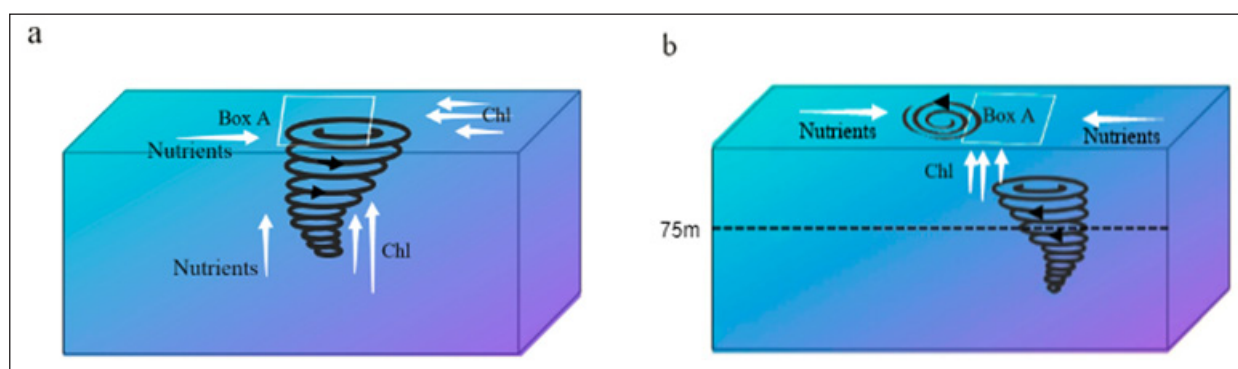 a
Box A
Chl
Nutrients
Nutrients
Chl
b
Box A
Nutrients
Nutrients
Chl
75m